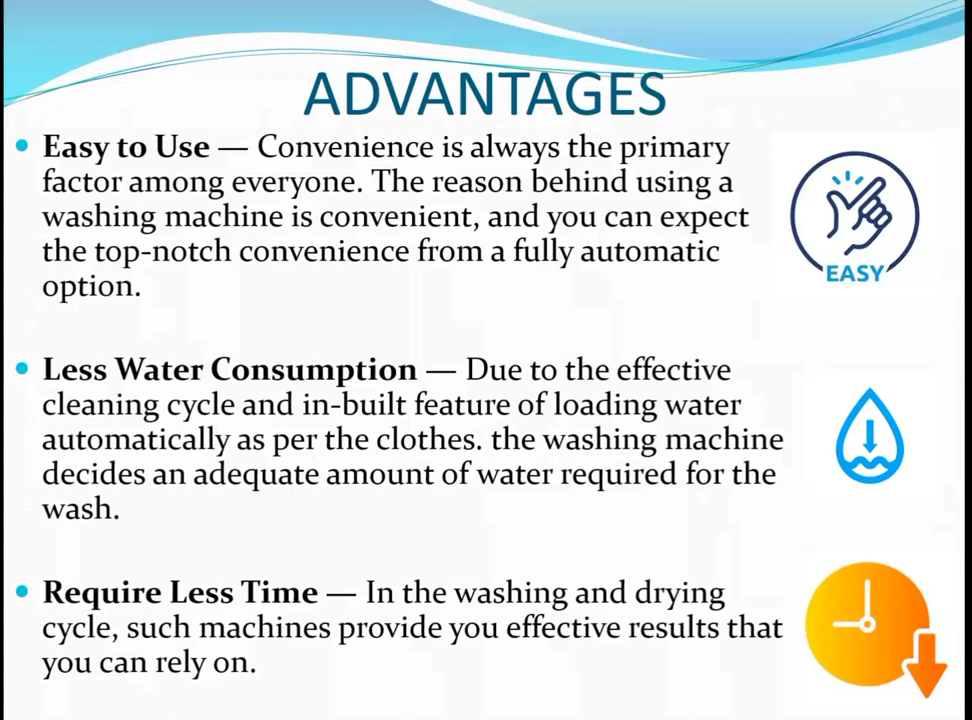 ADVANTAGES
• Easy to Use — Convenience is always the primary
factor among everyone. The reason behind using a
washing machine is convenient, and you can expect
the top-notch convenience from a fully automatic
option.
EASY
• Less Water Consumption — Due to the effective
cleaning cycle and in-built feature of loading water
automatically as per the clothes. the washing machine
decides an adequate amount of water required for the
wash.
• Require Less Time — In the washing and drying
cycle, such machines provide you effective results that
you can rely on.